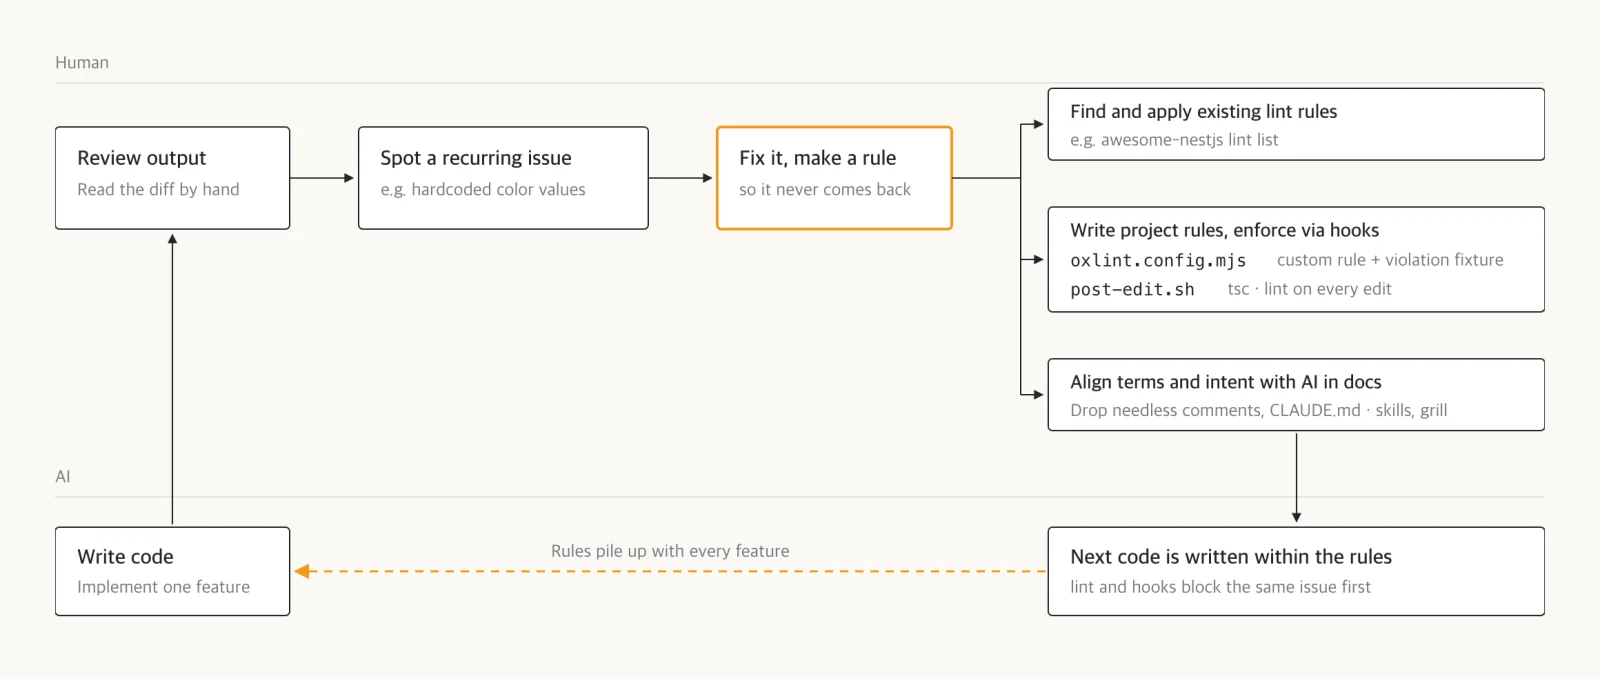 Human
Review output
Read the diff by hand
Spot a recurring issue
e.g. hardcoded color values
Fix it, make a rule
so it never comes back
Find and apply existing lint rules
e.g. awesome-nestjs lint list
Write project rules, enforce via hooks
oxlint.config.mjs custom rule + violation fixture
post-edit.sh tsc · lint on every edit
Align terms and intent with AI in docs
Drop needless comments, CLAUDE.md · skills, grill
AI
Write code
Implement one feature
Rules pile up with every feature
Next code is written within the rules
lint and hooks block the same issue first